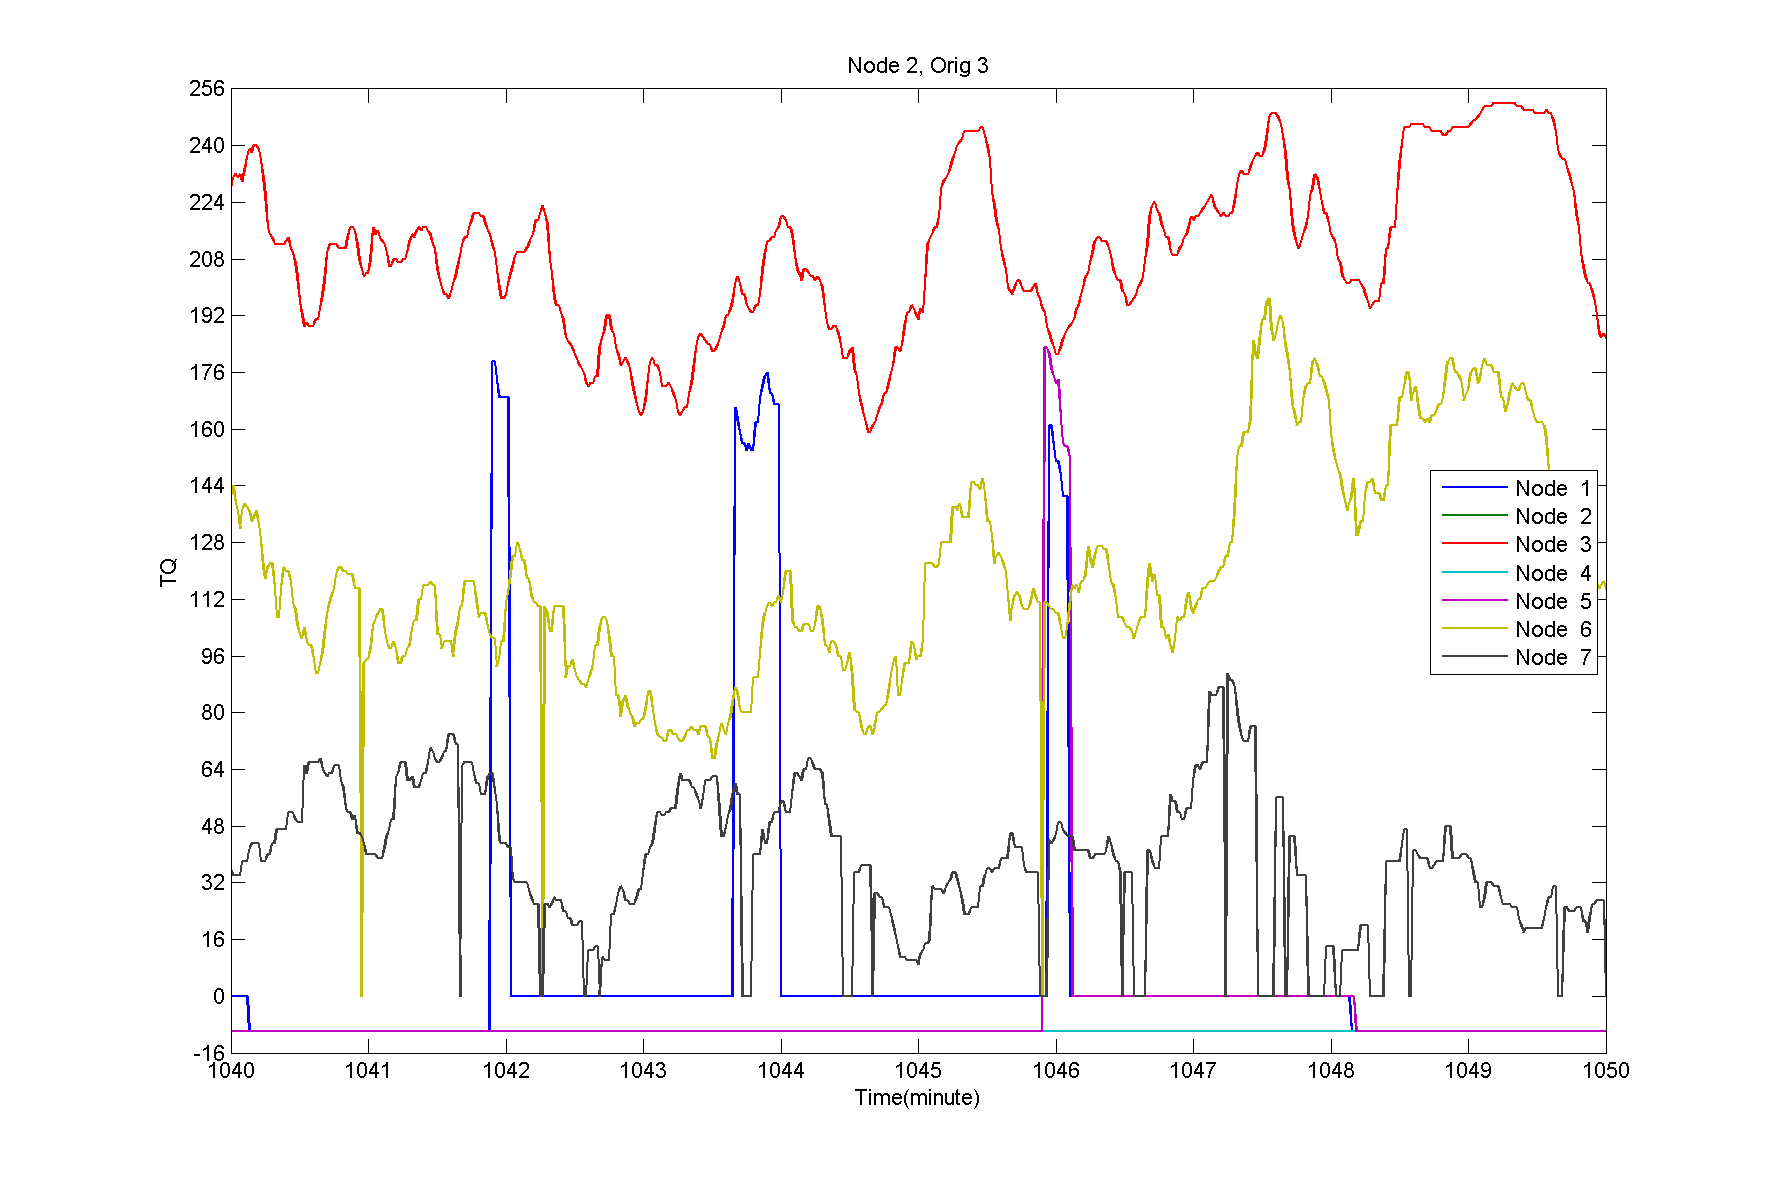 Node 2, Orig 3
256
240
224
208
192
176
160
144
128
112
96
80
64
48
32
16
0
-16
TQ
Node 1
Node 2
Node 3
Node 4
Node 5
Node 6
Node 7
1040 1041 1042 1043 1044 1045 1046 1047 1048 1049 1050
Time(minute)